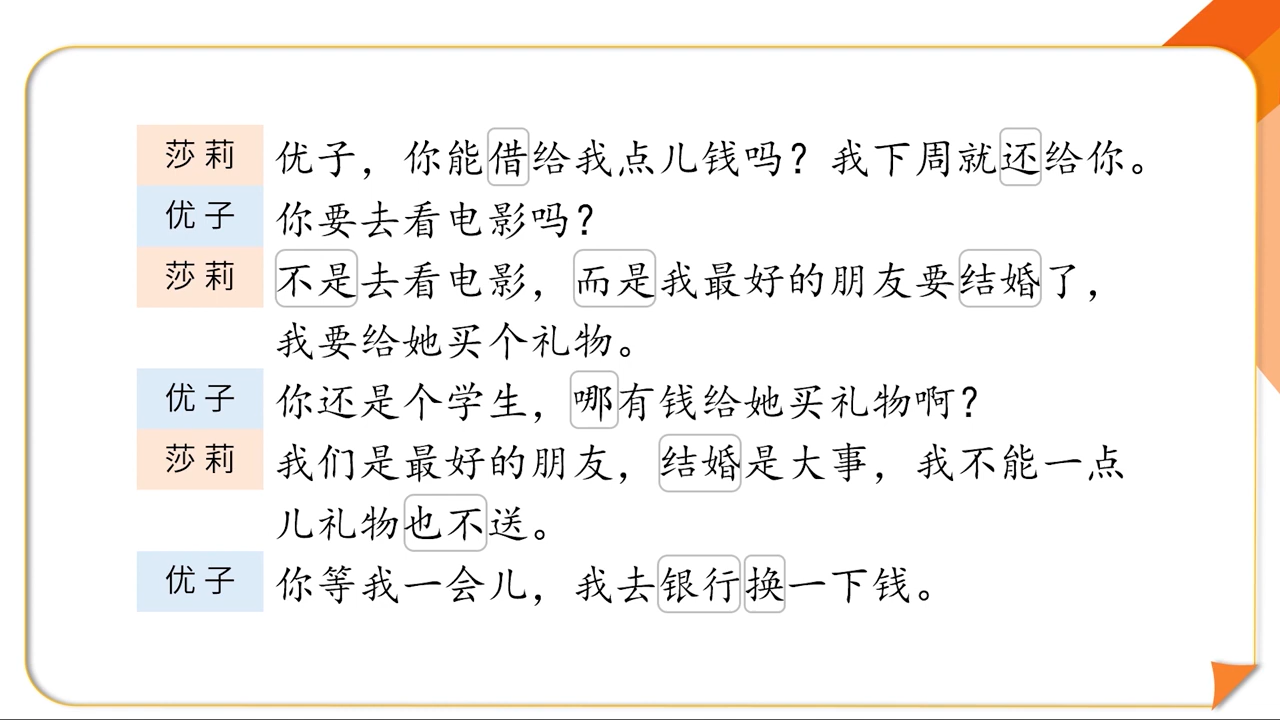 莎莉 优子，你能借给我点儿钱吗？我下周就还给你。
优子 你要去看电影吗？
莎莉 不是去看电影，而是我最好的朋友要结婚了，
我要给她买个礼物。
优子 你还是个学生，哪有钱给她买礼物啊？
莎莉 我们是最好的朋友，结婚是大事，我不能一点
儿礼物也不送。
优子 你等我一会儿，我去银行换一下钱。